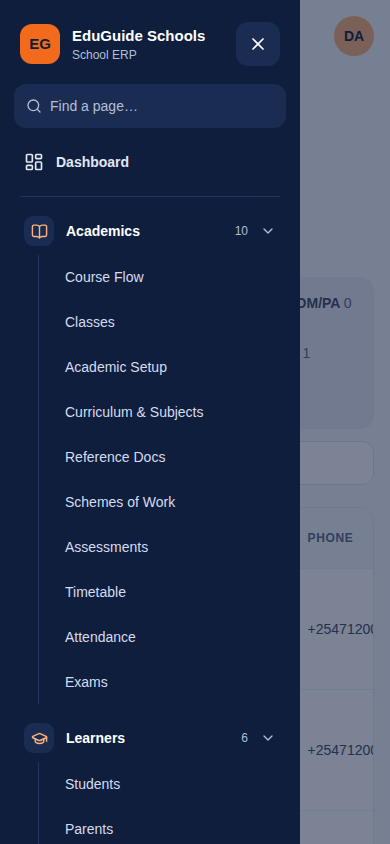 EG
EduGuide Schools
School ERP
DA
Find a page…
Dashboard
Academics 10
Course Flow
Classes
Academic Setup
Curriculum & Subjects
Reference Docs
Schemes of Work
Assessments
Timetable
Attendance
Exams
Learners 6
Students
Parents
OM/PA 0
1
PHONE
+25471200
+25471200